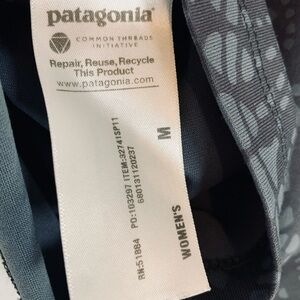 patagonia®
COMMON THREADS
INITIATIVE
Repair, Reuse, Recycle
This Product
www.patagonia.com
M
WOMEN'S
PO:103297 ITEM:32741SP11
680131120237
RN:51884